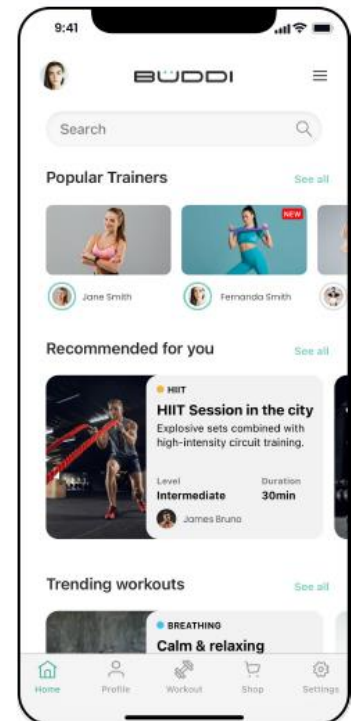 9:41
BÜDDI
Search
Popular Trainers
See all
NEW
Jane Smith
Fernanda Smith
Recommended for you
See all
HIIT
HIIT Session in the city
Explosive sets combined with
high-intensity circuit training.
Level
Duration
Intermediate
30min
James Bruno
Trending workouts
See all
BREATHING
Calm & relaxing
Home
Profile
Workout
Shop
Settings